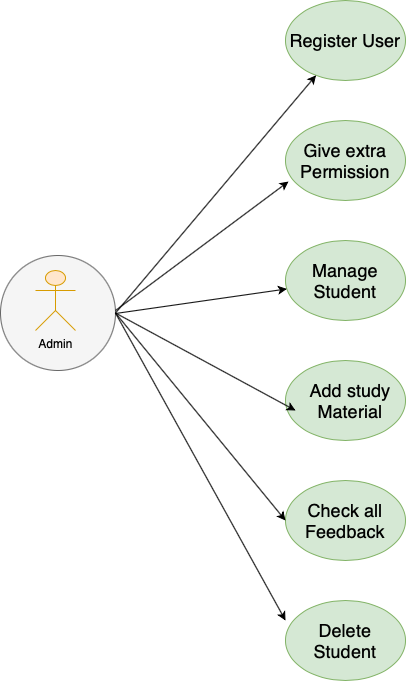 Register User
Give extra
Permission
Manage
Student
Admin
Add study
Material
Check all
Feedback
Delete
Student